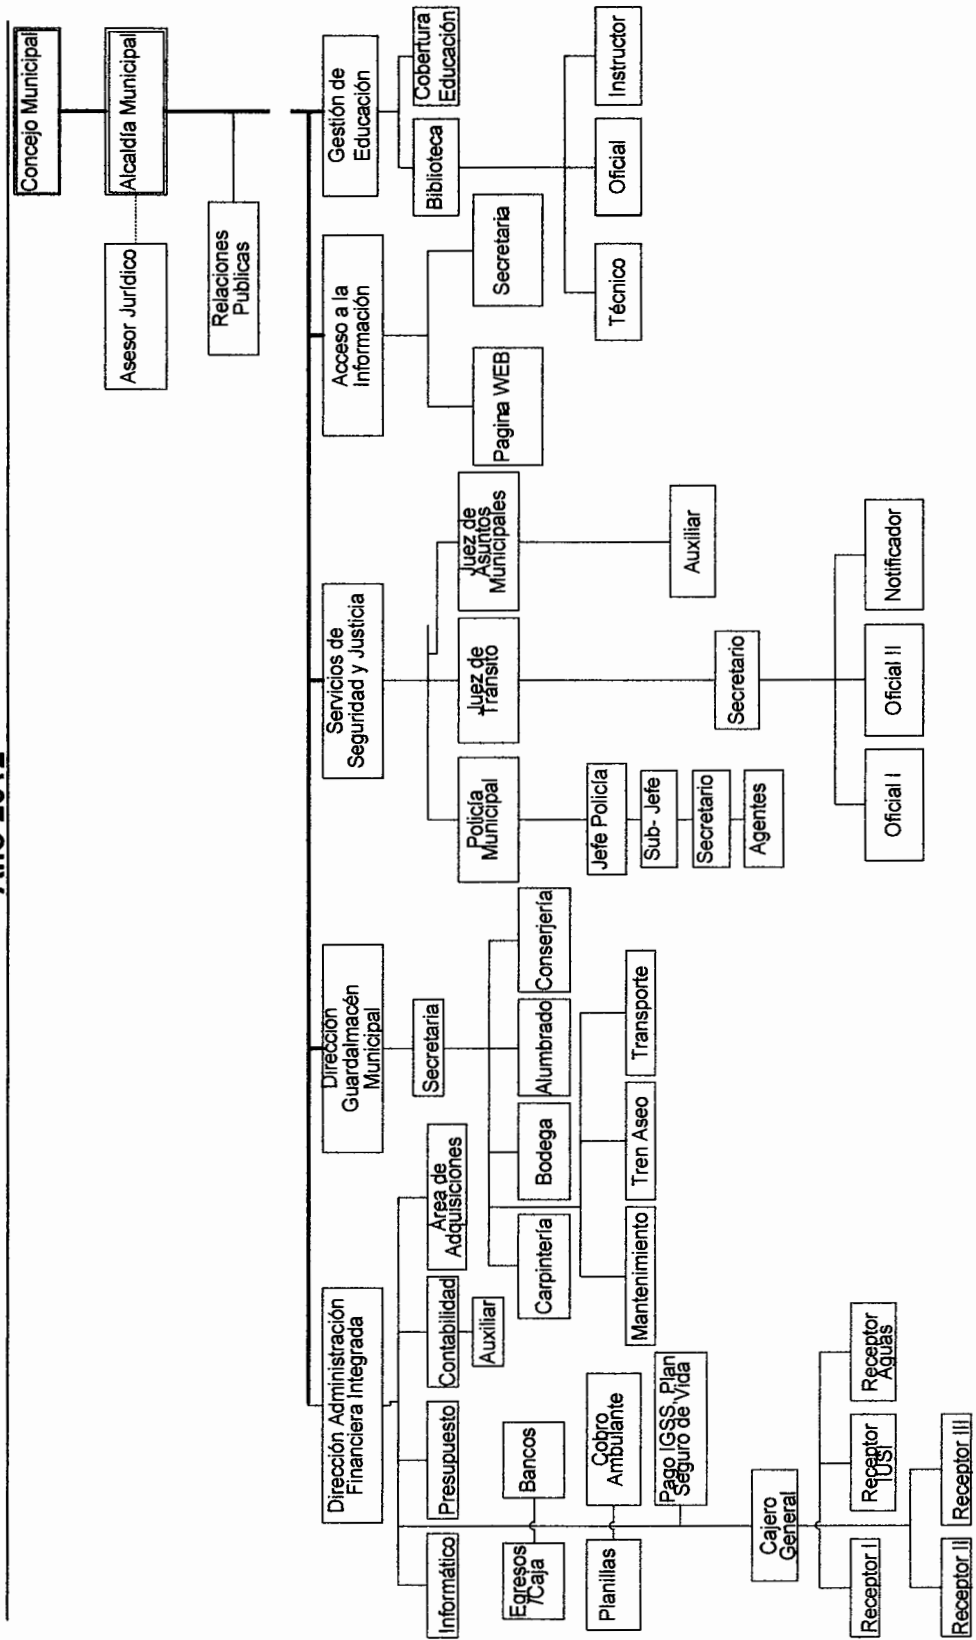 Concejo Municipal
Alcaldía Municipal
Asesor Jurídico
Relaciones
Publicas
Dirección Administración
Financiera Integrada
Dirección
Guardalmacén
Municipal
Servicios de
Seguridad y Justicia
Acceso a la
Información
Gestión de
Educación
Informático
Presupuesto
Contabilidad
Auxiliar
Area de
Adquisiciones
Egresos
/Caja
Bancos
Planillas
Cobro
Ambulante
Pago IGSS, Plan
Seguro de Vida
Cajero
General
Receptor I
Receptor
IUSI
Receptor
Aguas
Receptor II
Receptor III
Secretaria
Carpintería
Bodega
Alumbrado
Conserjería
Mantenimiento
Tren Aseo
Transporte
Policía
Municipal
Juez de
Tránsito
Juez de
Asuntos
Municipales
Jefe Policía
Sub- Jefe
Secretario
Agentes
Secretario
Oficial I
Oficial II
Notificador
Auxiliar
Pagina WEB
Secretaria
Biblioteca
Cobertura
Educación
Técnico
Oficial
Instructor